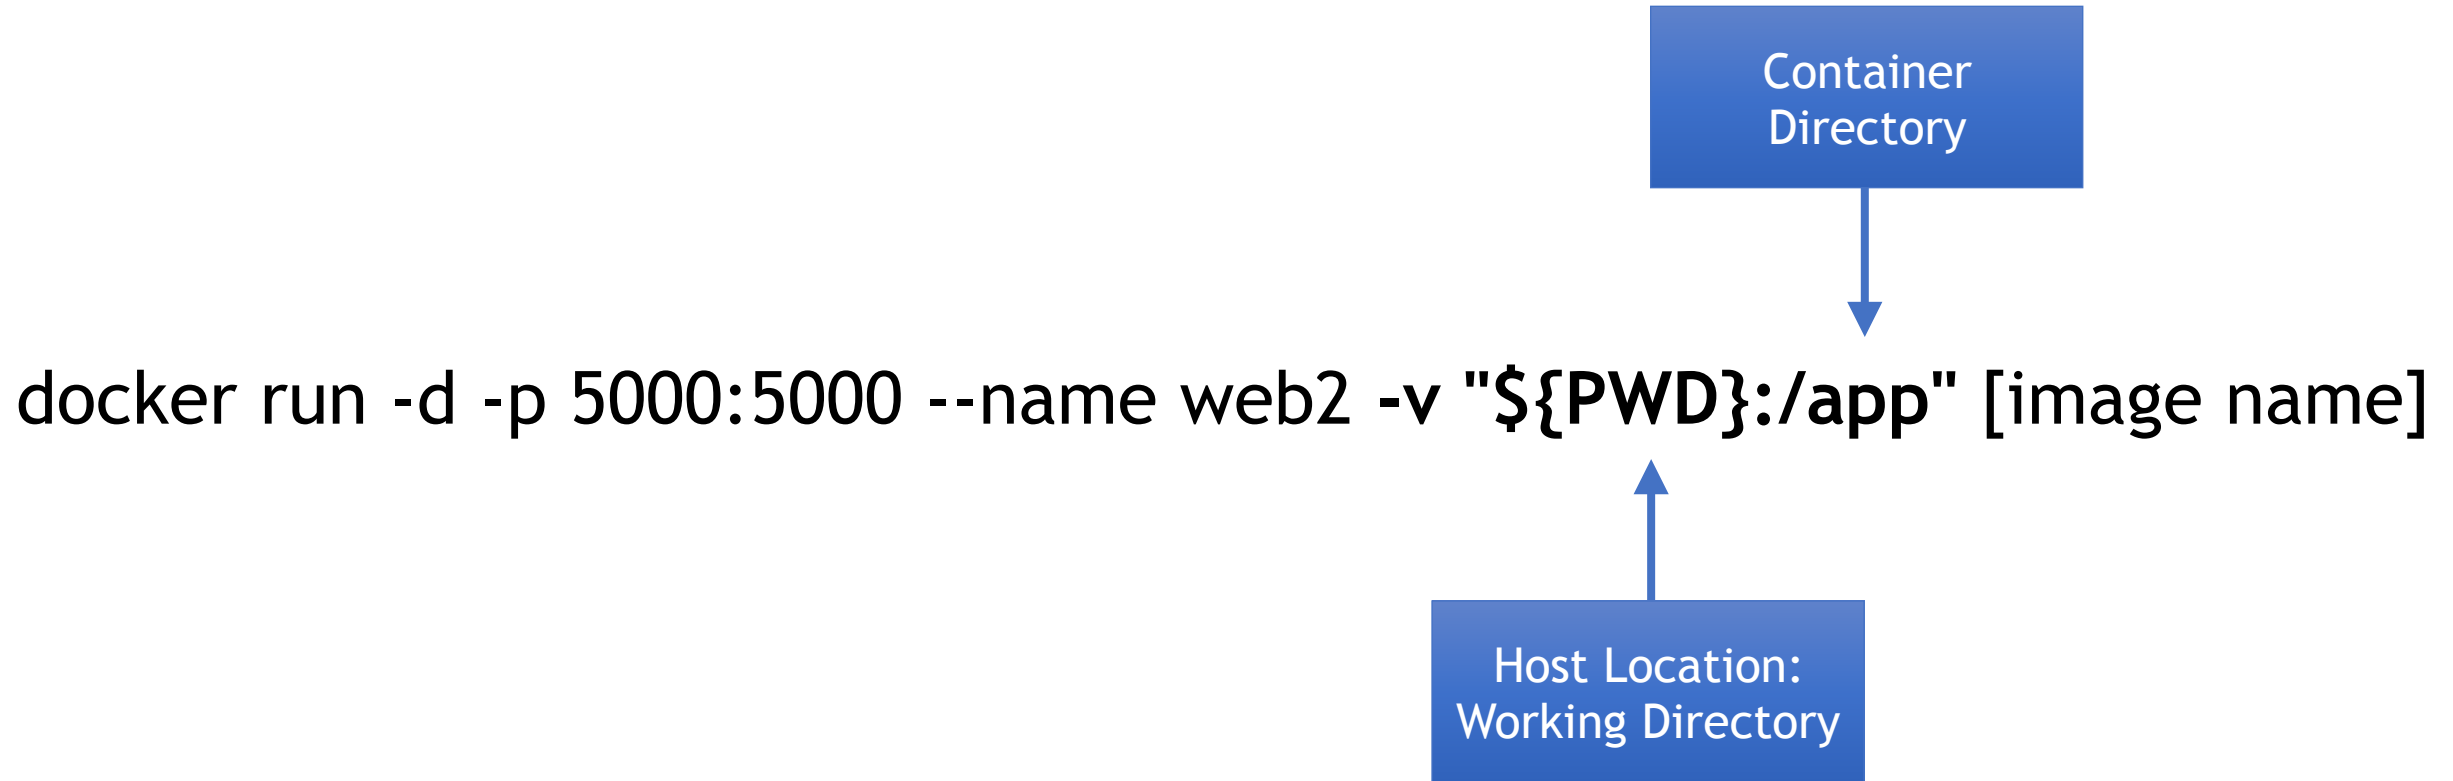 Container
Directory
docker run -d -p 5000:5000 --name web2 -v "${PWD}:/app" [image name]
Host Location:
Working Directory